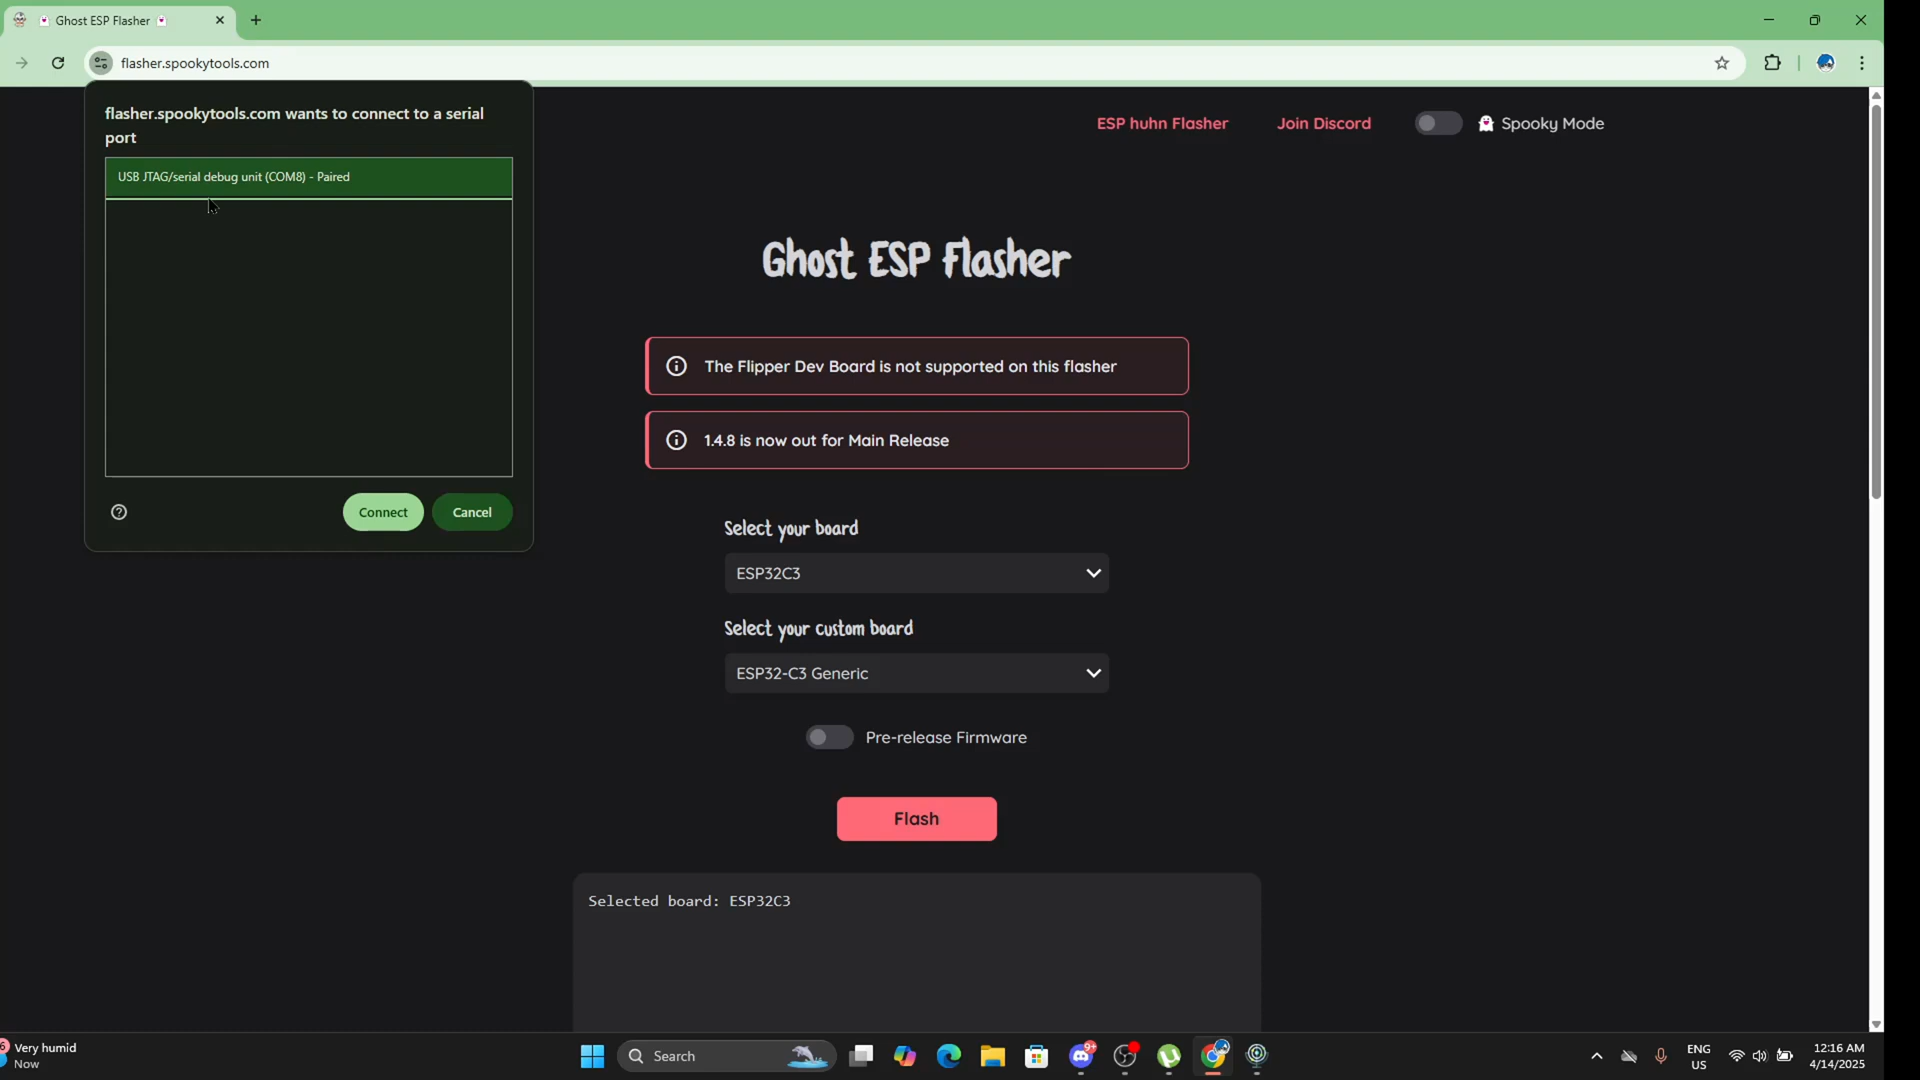 Ghost ESP Flasher
flasher.spookytools.com
flasher.spookytools.com wants to connect to a serial
port
USB JTAG/serial debug unit (COM8) - Paired
Connect
Cancel
ESP huhn Flasher
Join Discord
Spooky Mode
Ghost ESP Flasher
The Flipper Dev Board is not supported on this flasher
1.4.8 is now out for Main Release
Select your board
ESP32C3
Select your custom board
ESP32-C3 Generic
Pre-release Firmware
Flash
Selected board: ESP32C3
6
Very humid
Now
Search
9+
ENG
US
12:16 AM
4/14/2025